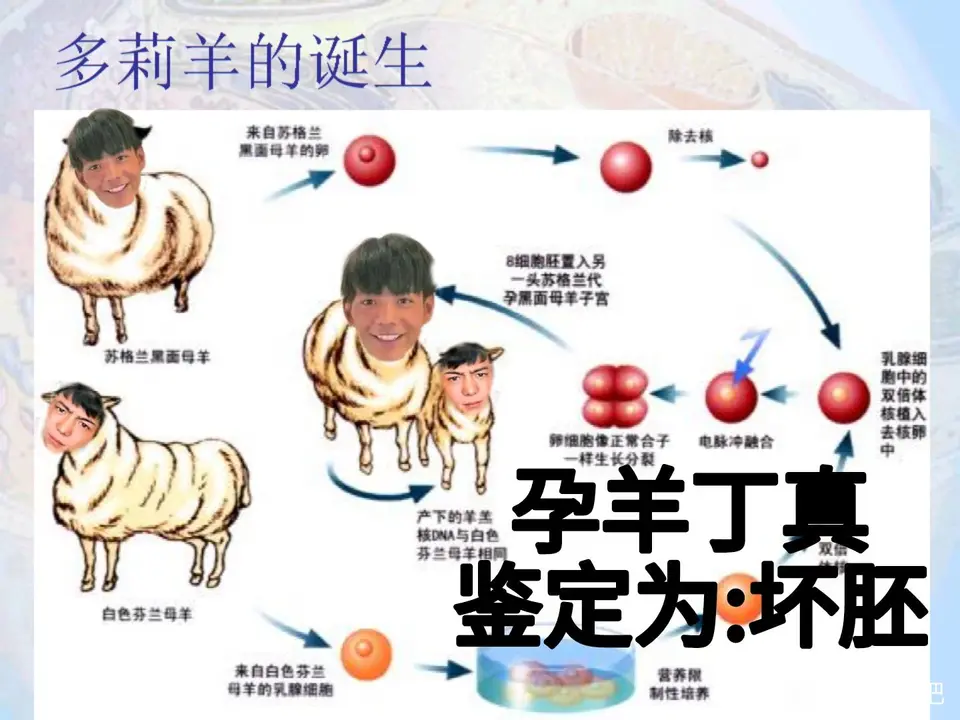 多莉羊的诞生
来自苏格兰
黑面母羊的卵
除去核
8细胞胚置入另
一头苏格兰代
孕黑面母羊子宫
苏格兰黑面母羊
乳腺细
胞中的
双倍体
核植入
去核卵
中
卵细胞像正常合子
一样生长分裂
电脉冲融合
产下的羊羔
核DNA与白色
芬兰母羊相同
孕羊丁真
鉴定为:坏胚
双倍
白色芬兰母羊
来自白色芬兰
母羊的乳腺细胞
营养限
制性培养
吧